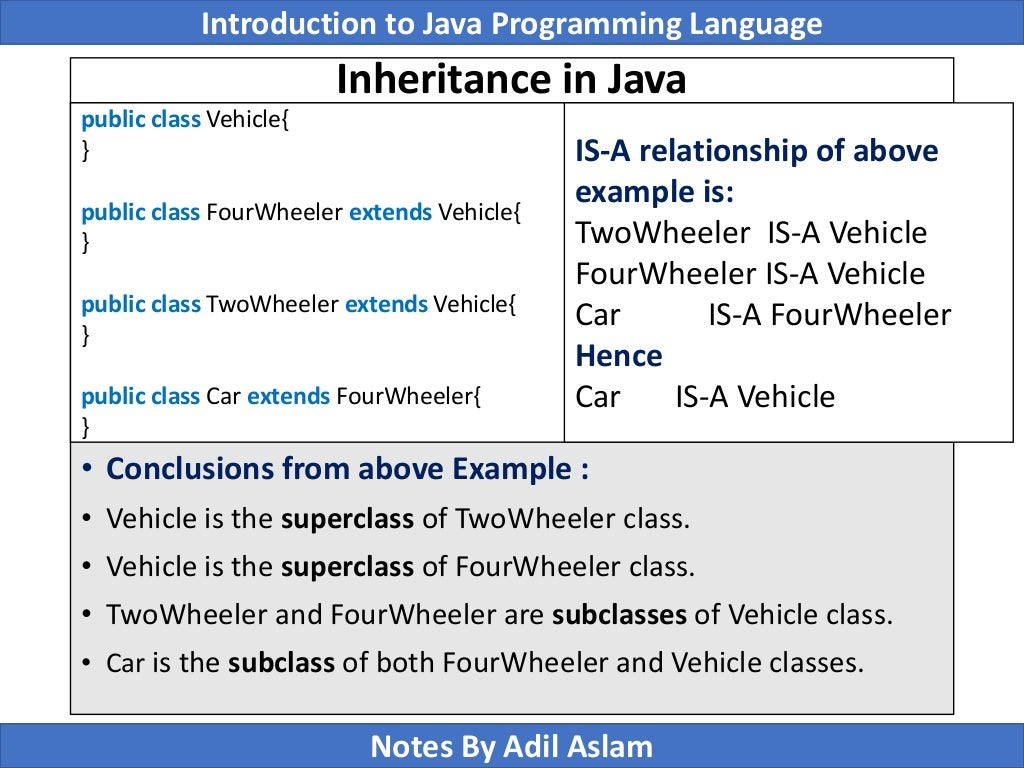 Introduction to Java Programming Language
Inheritance in Java
public class Vehicle{
}
public class FourWheeler extends Vehicle{
}
public class TwoWheeler extends Vehicle{
}
public class Car extends FourWheeler{
}
IS-A relationship of above
example is:
TwoWheeler IS-A Vehicle
FourWheeler IS-A Vehicle
Car IS-A FourWheeler
Hence
Car IS-A Vehicle
• Conclusions from above Example :
• Vehicle is the superclass of TwoWheeler class.
• Vehicle is the superclass of FourWheeler class.
• TwoWheeler and FourWheeler are subclasses of Vehicle class.
• Car is the subclass of both FourWheeler and Vehicle classes.
Notes By Adil Aslam